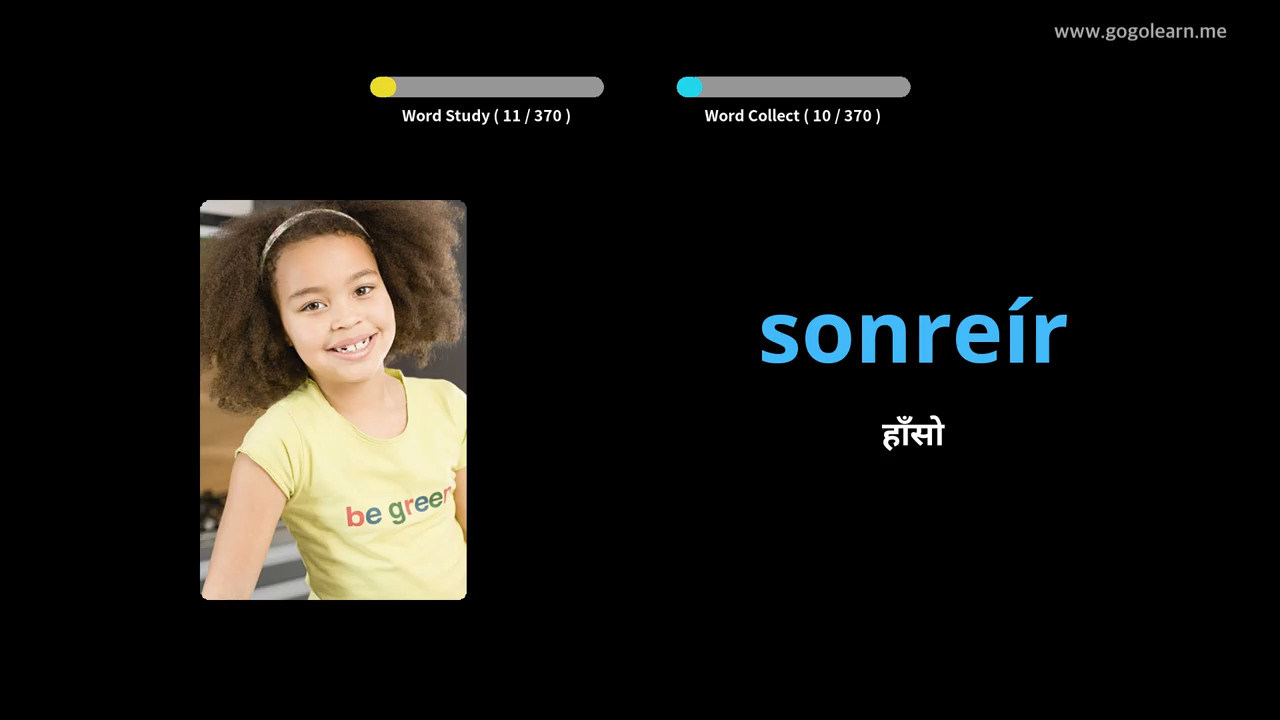 www.gogolearn.me
Word Study ( 11 / 370 )
Word Collect ( 10 / 370 )
sonreír
हाँसो
be green